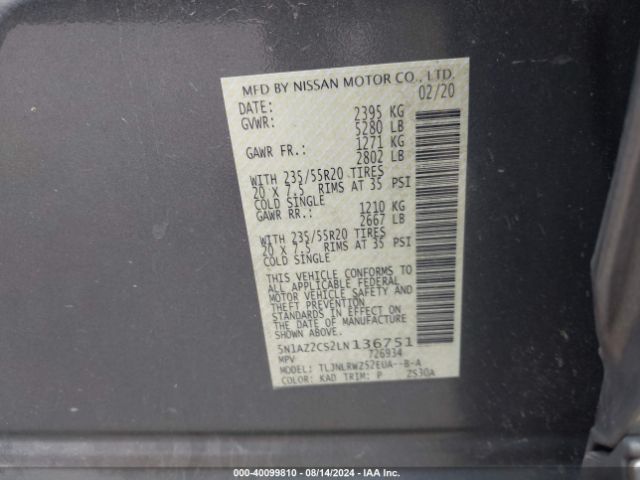 MFD BY NISSAN MOTOR CO., LTD.
DATE: 02/20
GVWR: 2395 KG
5280 LB
GAWR FR.: 1271 KG
2802 LB
WITH 235/55R20 TIRES
20 X 7.5 RIMS AT 35 PSI
COLD SINGLE
GAWR RR.: 1210 KG
2667 LB
WITH 235/55R20 TIRES
20 X 7.5 RIMS AT 35 PSI
COLD SINGLE
THIS VEHICLE CONFORMS TO
ALL APPLICABLE FEDERAL
MOTOR VEHICLE SAFETY AND
THEFT PREVENTION
STANDARDS IN EFFECT ON
THE DATE OF MANUFACTURE
SHOWN ABOVE.
5N1AZ2CS2LN136751
MPV 726934
MODEL: TLJNLRWZ52EUA--B-A
COLOR: KAD TRIM: P ZS30A
000-40099810 - 08/14/2024 - IAA Inc.